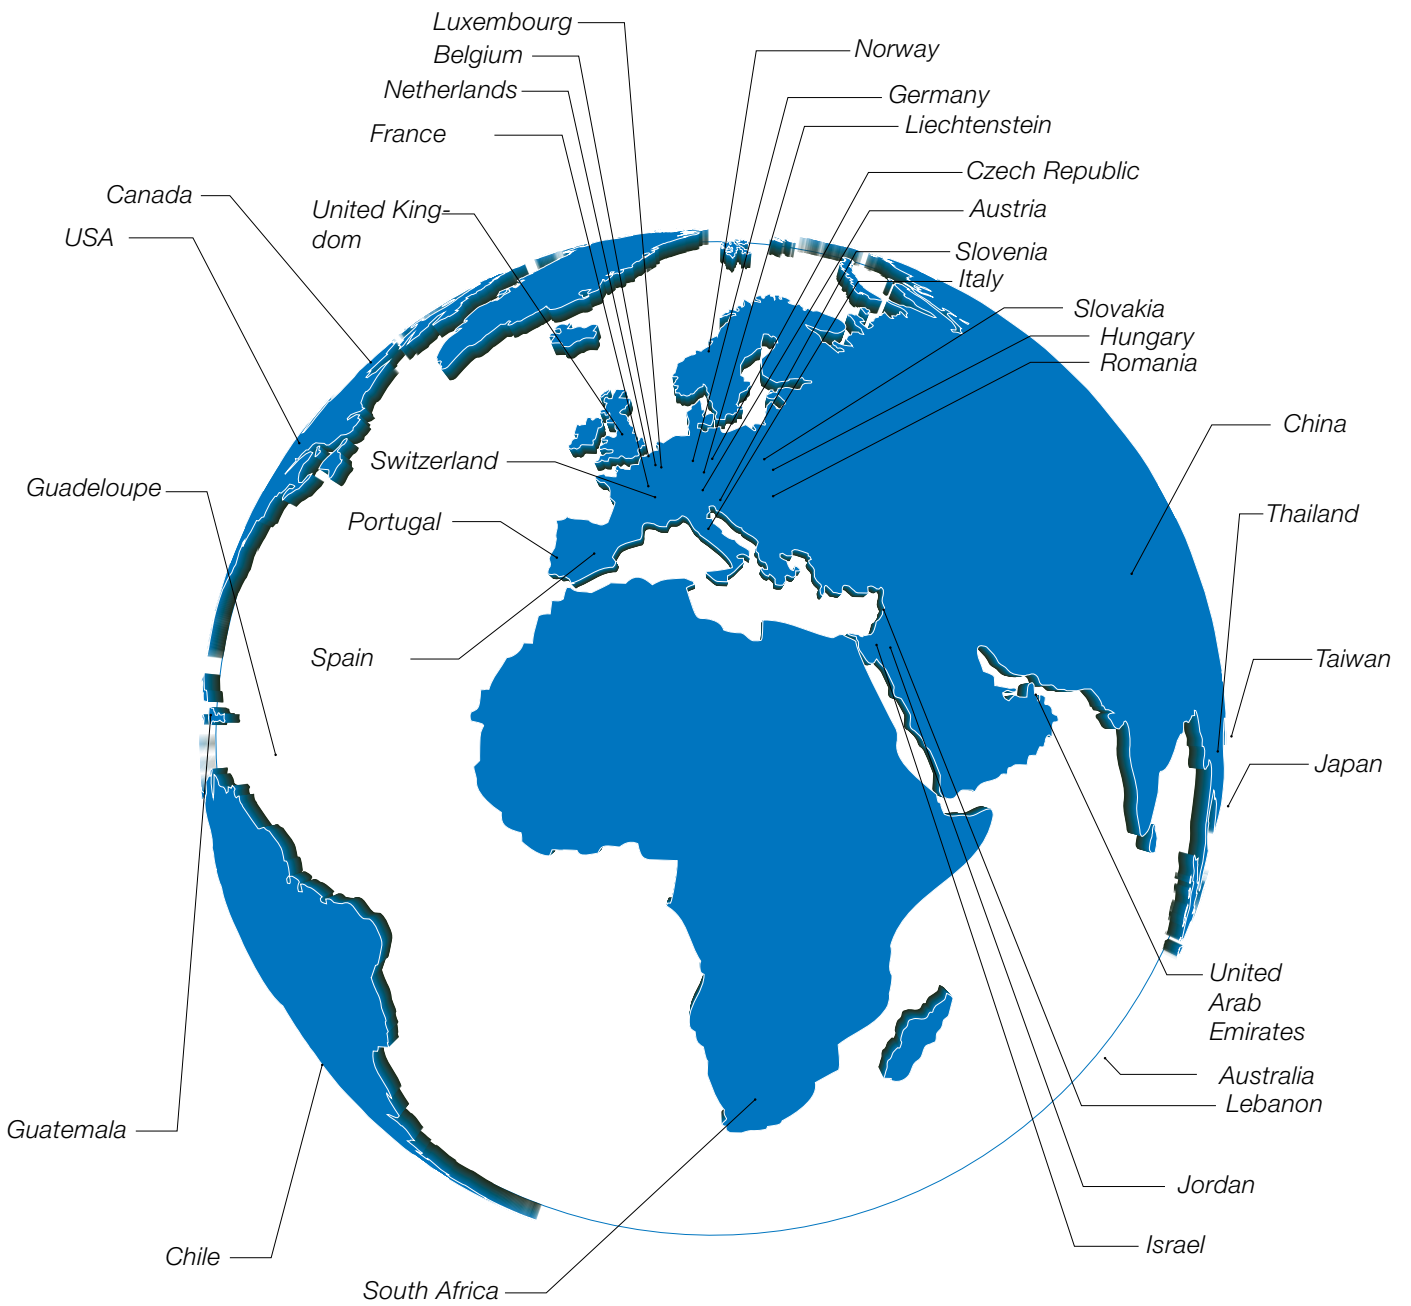 Luxembourg
Belgium
Netherlands
France
Canada
USA
United King-
dom
Norway
Germany
Liechtenstein
Czech Republic
Austria
Slovenia
Italy
Slovakia
Hungary
Romania
China
Switzerland
Guadeloupe
Portugal
Thailand
Spain
Taiwan
Japan
United
Arab
Emirates
Australia
Lebanon
Guatemala
Jordan
Israel
Chile
South Africa